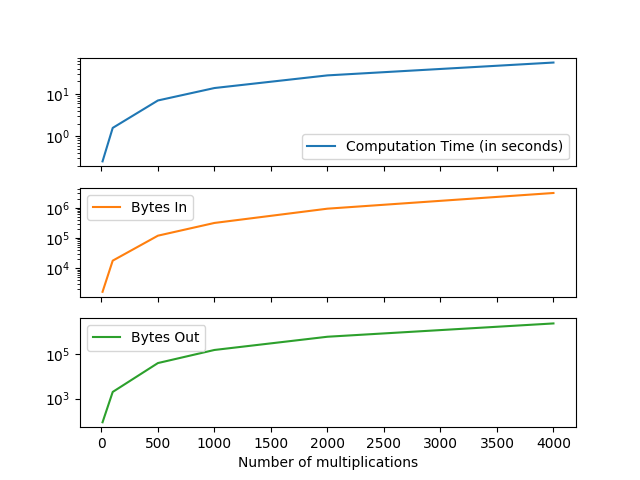 10¹
10⁰
Computation Time (in seconds)
10⁶
10⁵
10⁴
Bytes In
10⁵
10³
Bytes Out
0 500 1000 1500 2000 2500 3000 3500 4000
Number of multiplications